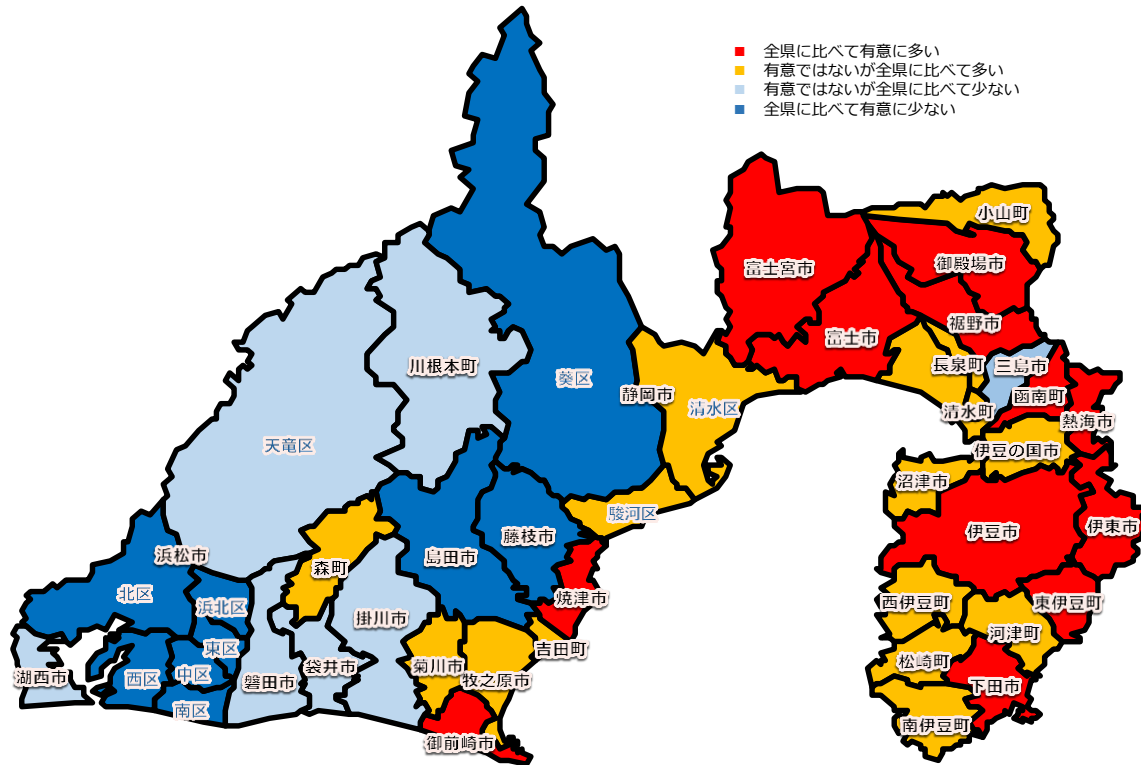 全県に比べて有意に多い
有意ではないが全県に比べて多い
有意ではないが全県に比べて少ない
全県に比べて有意に少ない
小山町
御殿場市
富士宮市
裾野市
富士市
長泉町
三島市
川根本町
葵区
静岡市
函南町
清水区
清水町
熱海市
天竜区
伊豆の国市
沼津市
駿河区
伊東市
伊豆市
藤枝市
浜松市
島田市
森町
北区
焼津市
西伊豆町
東伊豆町
浜北区
掛川市
河津町
東区
吉田町
松崎町
袋井市
菊川市
中区
湖西市
西区
磐田市
牧之原市
下田市
南区
南伊豆町
御前崎市